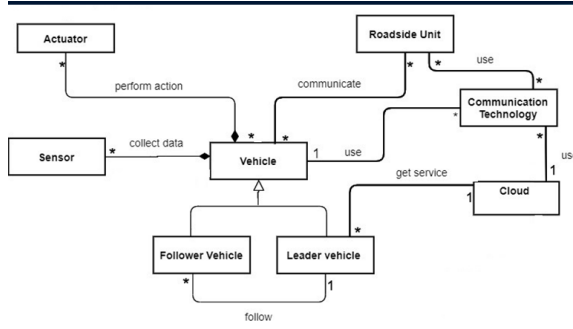 Actuator
Roadside Unit
*
*
*
use
*
perform action
communicate
Communication
Technology
*
*
*
1
use
*
*
collect data
Sensor
Vehicle
use
1
get service
1
Cloud
*
Follower Vehicle
Leader vehicle
*
1
follow